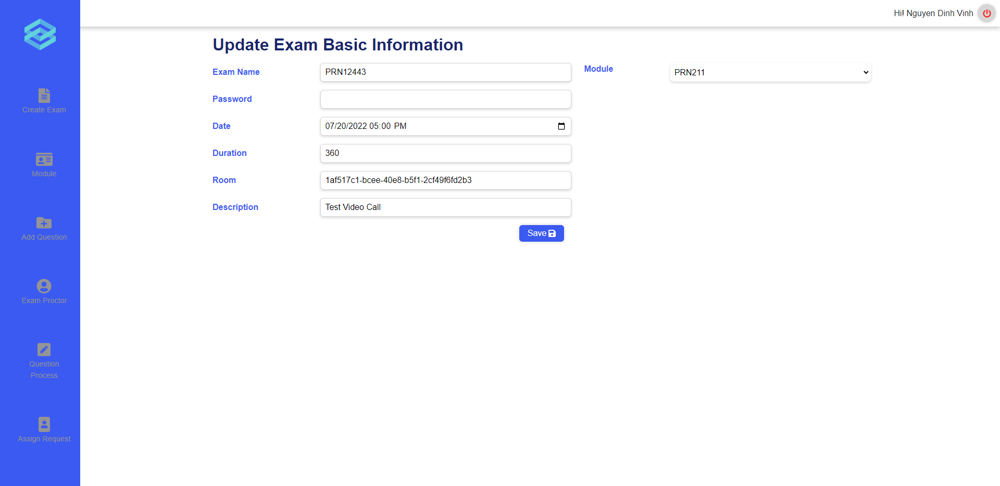 Hi! Nguyen Dinh Vinh
Update Exam Basic Information
Exam Name
PRN12443
Module
PRN211
Password
Date
07/20/2022 05:00 PM
Duration
360
Room
1af517c1-bcee-40e8-b5f1-2cf49f6fd2b3
Description
Test Video Call
Save
Create Exam
Module
Add Question
Exam Proctor
Question
Process
Assign Request